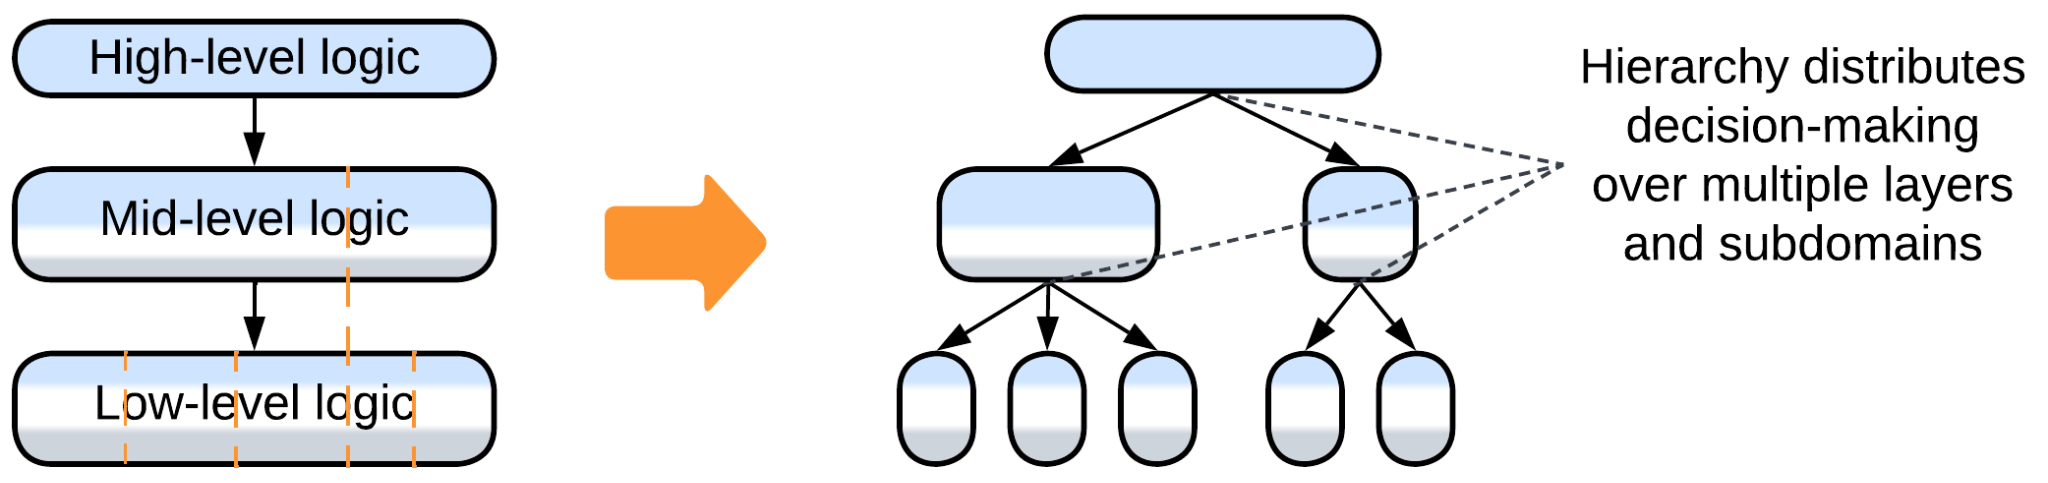 High-level logic
Mid-level logic
Low-level logic
Hierarchy distributes
decision-making
over multiple layers
and subdomains